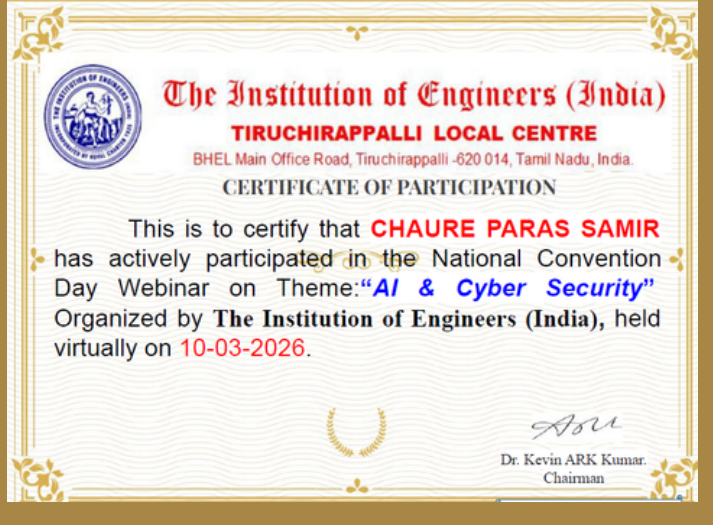 The Institution of Engineers (India)
TIRUCHIRAPPALLI LOCAL CENTRE
BHEL Main Office Road, Tiruchirappalli -620 014, Tamil Nadu, India.
CERTIFICATE OF PARTICIPATION
This is to certify that CHAURE PARAS SAMIR
has actively participated in the National Convention
Day Webinar on Theme:“AI & Cyber Security”
Organized by The Institution of Engineers (India), held
virtually on 10-03-2026.
Dr. Kevin ARK Kumar.
Chairman